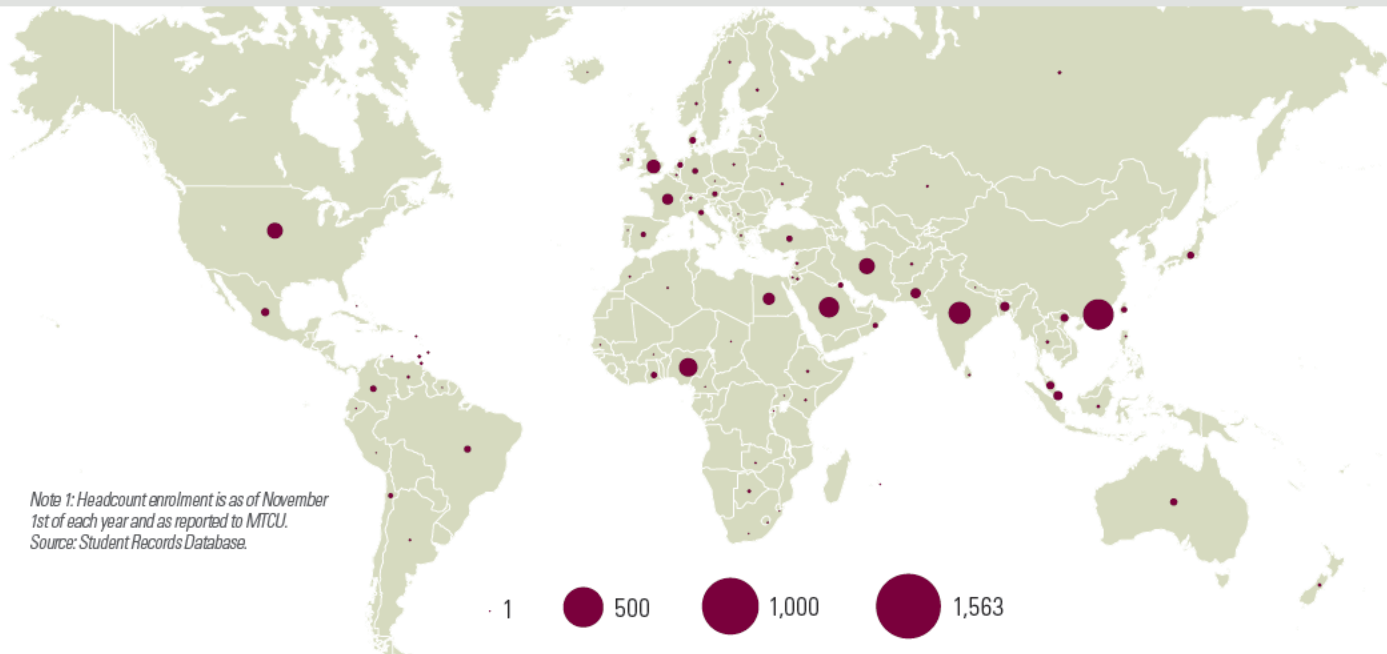 Note 1: Headcount enrolment is as of November
1st of each year and as reported to MTCU.
Source: Student Records Database.
1
500
1,000
1,563